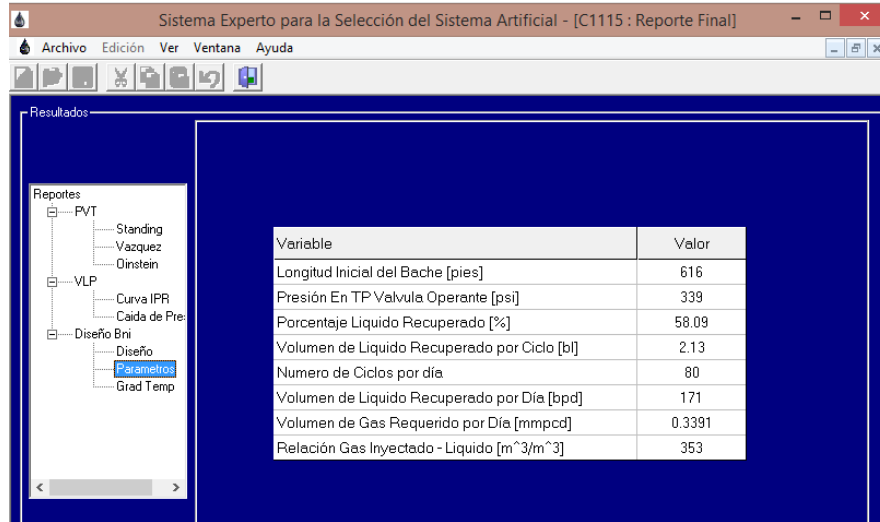 Sistema Experto para la Selección del Sistema Artificial - [C1115 : Reporte Final]
Archivo Edición Ver Ventana Ayuda
Resultados
Reportes
PVT
Standing
Vazquez
Oinstein
VLP
Curva IPR
Caida de Pre:
Diseño Bni
Diseño
Parametros
Grad Temp
Variable Valor
Longitud Inicial del Bache [pies] 616
Presión En TP Valvula Operante [psi] 339
Porcentaje Liquido Recuperado [%] 58.09
Volumen de Liquido Recuperado por Ciclo [bl] 2.13
Numero de Ciclos por día 80
Volumen de Liquido Recuperado por Día [bpd] 171
Volumen de Gas Requerido por Día [mmpcd] 0.3391
Relación Gas Inyectado - Liquido [m^3/m^3] 353